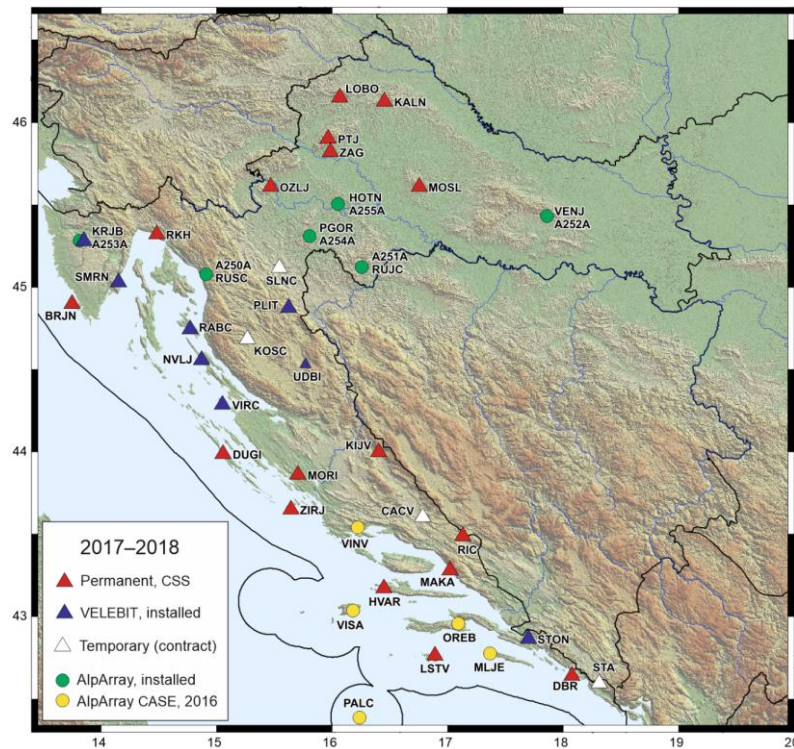 LOBO
KALN
46
PTJ
ZAG
OZLJ
MOSL
HOTN
A255A
VENJ
A252A
KRJB
A253A
RKH
PGOR
A254A
A251A
RUJC
A250A
RUSC
SLNC
SMRN
45
PLIT
BRJN
RABC
KOSC
NVLJ
UDBI
VIRC
44
KIJV
DUGI
MORI
ZIRJ
CACV
VINV
RIC
MAKA
43
HVAR
VISA
OREB
STON
LSTV
MLJE
STA
DBR
PALC
2017–2018
Permanent, CSS
VELEBIT, installed
Temporary (contract)
AlpArray, installed
AlpArray CASE, 2016
14
15
16
17
18
19
20